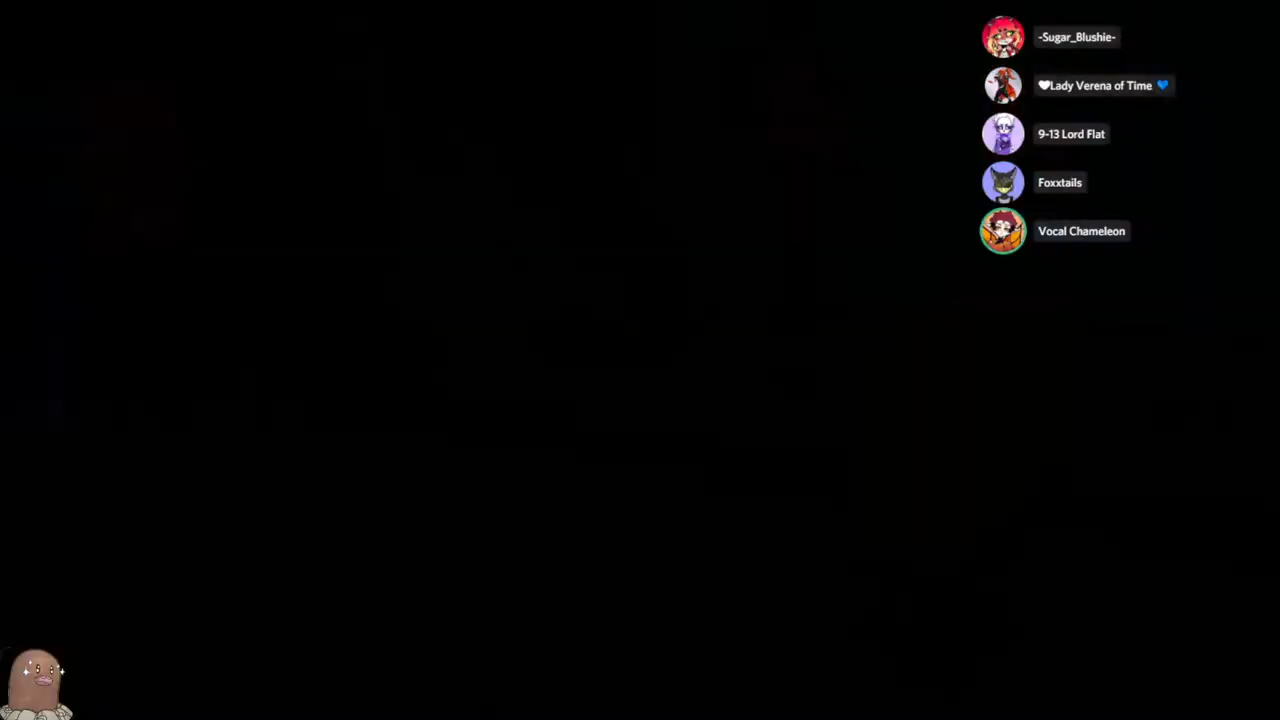 -Sugar_Blushie-
🤍Lady Verena of Time 💙
9-13 Lord Flat
Foxxtails
Vocal Chameleon